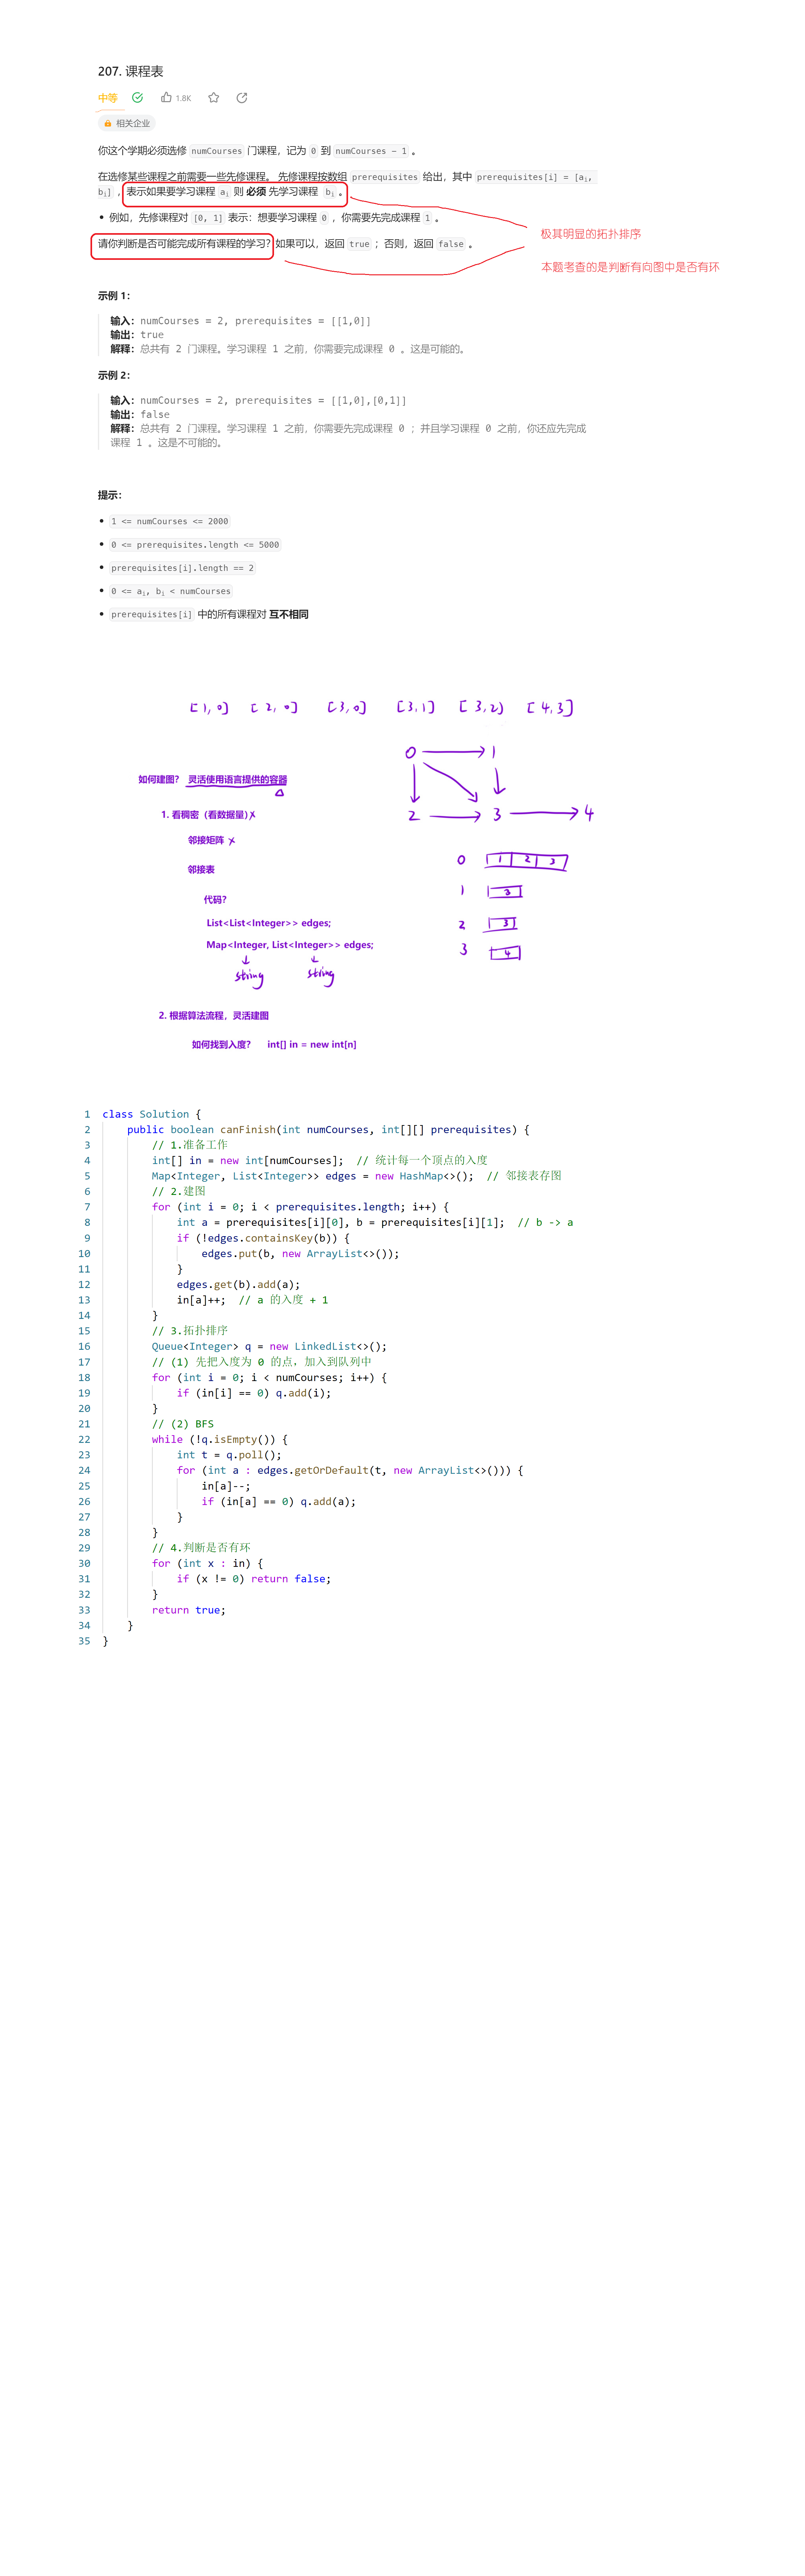 207. 课程表
中等 1.8K
相关企业
你这个学期必须选修 numCourses 门课程，记为 0 到 numCourses - 1 。
在选修某些课程之前需要一些先修课程。 先修课程按数组 prerequisites 给出，其中 prerequisites[i] = [ai,
bi] ，表示如果要学习课程 ai 则 必须 先学习课程 bi 。
• 例如，先修课程对 [0, 1] 表示：想要学习课程 0 ，你需要先完成课程 1 。
极其明显的拓扑排序
请你判断是否可能完成所有课程的学习？如果可以，返回 true ；否则，返回 false 。
本题考查的是判断有向图中是否有环
示例 1：
输入：numCourses = 2, prerequisites = [[1,0]]
输出：true
解释：总共有 2 门课程。学习课程 1 之前，你需要完成课程 0 。这是可能的。
示例 2：
输入：numCourses = 2, prerequisites = [[1,0],[0,1]]
输出：false
解释：总共有 2 门课程。学习课程 1 之前，你需要先完成课程 0 ；并且学习课程 0 之前，你还应先完成
课程 1 。这是不可能的。
提示：
• 1 <= numCourses <= 2000
• 0 <= prerequisites.length <= 5000
• prerequisites[i].length == 2
• 0 <= ai, bi < numCourses
• prerequisites[i] 中的所有课程对 互不相同
[1,0] [2,0] [3,0] [3,1] [3,2) [4,3]
0 1
2 3 4
如何建图？ 灵活使用语言提供的容器
1. 看稠密（看数据量）
邻接矩阵
邻接表
代码？
List<List<Integer>> edges;
Map<Integer, List<Integer>> edges;
string string
0 1 2 3
1 3
2 3
3 4
2. 根据算法流程，灵活建图
如何找到入度？ int[] in = new int[n]
1 class Solution {
2 public boolean canFinish(int numCourses, int[][] prerequisites) {
3 // 1.准备工作
4 int[] in = new int[numCourses]; // 统计每一个顶点的入度
5 Map<Integer, List<Integer>> edges = new HashMap<>(); // 邻接表存图
6 // 2.建图
7 for (int i = 0; i < prerequisites.length; i++) {
8 int a = prerequisites[i][0], b = prerequisites[i][1]; // b -> a
9 if (!edges.containsKey(b)) {
10 edges.put(b, new ArrayList<>());
11 }
12 edges.get(b).add(a);
13 in[a]++; // a 的入度 + 1
14 }
15 // 3.拓扑排序
16 Queue<Integer> q = new LinkedList<>();
17 // (1) 先把入度为 0 的点，加入到队列中
18 for (int i = 0; i < numCourses; i++) {
19 if (in[i] == 0) q.add(i);
20 }
21 // (2) BFS
22 while (!q.isEmpty()) {
23 int t = q.poll();
24 for (int a : edges.getOrDefault(t, new ArrayList<>())) {
25 in[a]--;
26 if (in[a] == 0) q.add(a);
27 }
28 }
29 // 4.判断是否有环
30 for (int x : in) {
31 if (x != 0) return false;
32 }
33 return true;
34 }
35 }